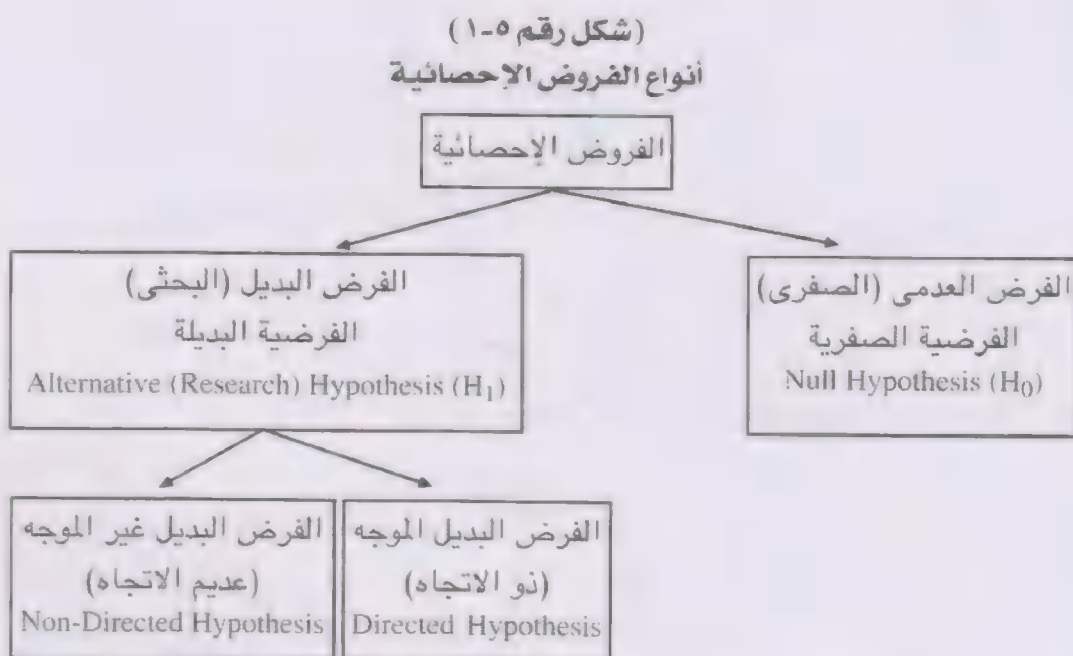 (شكل رقم ٥-١)
أنواع الفروض الإحصائية
الفروض الإحصائية
الفرض العدمى (الصفرى)
الفرضية الصفرية
Null Hypothesis (H₀)
الفرض البديل (البحثى)
الفرضية البديلة
Alternative (Research) Hypothesis (H₁)
الفرض البديل الموجه
(ذو الاتجاه)
Directed Hypothesis
الفرض البديل غير الموجه
(عديم الاتجاه)
Non-Directed Hypothesis